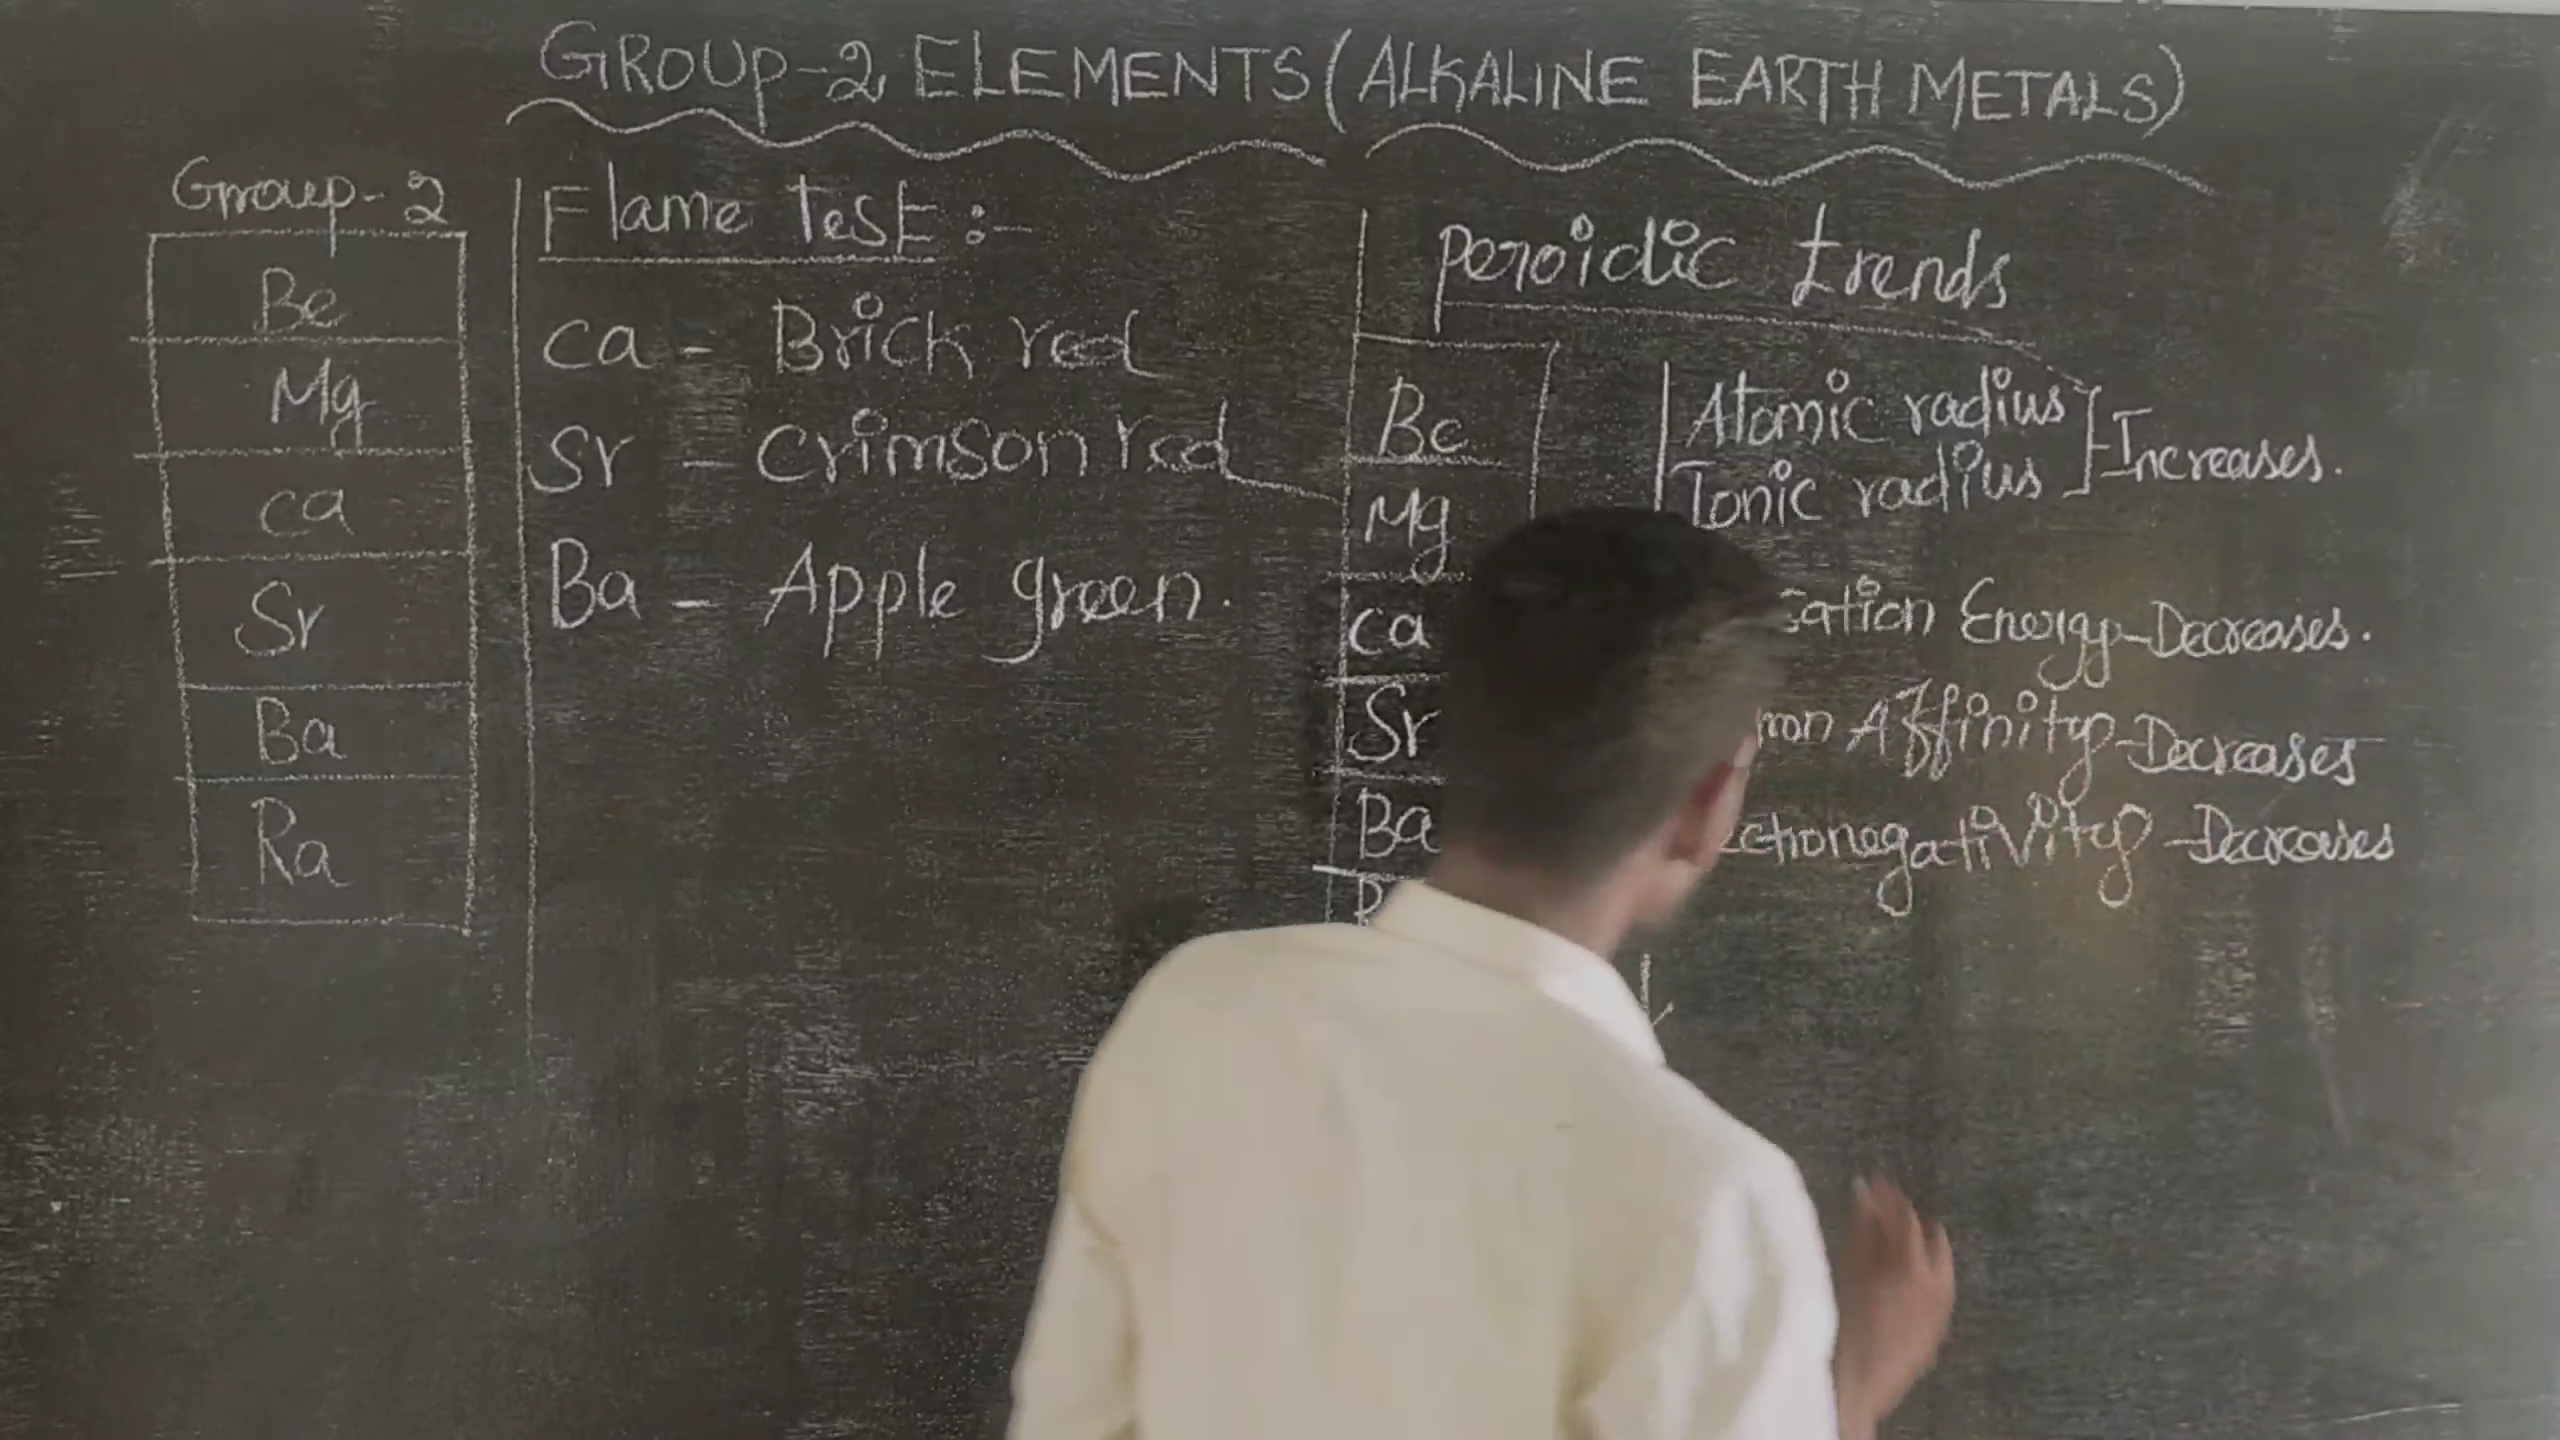 GROUP-2 ELEMENTS (ALKALINE EARTH METALS)
Group-2
Be
Mg
Ca
Sr
Ba
Ra
Flame TesT :-
Ca - Brick red
Sr - Crimson red
Ba - Apple green.
Peroidic trends
Be
Mg
Ca
Sr
Ba
Atomic radius
Ionic radius
Increases.
Energy-Decreases.
Affinity-Decreases
-Decreases